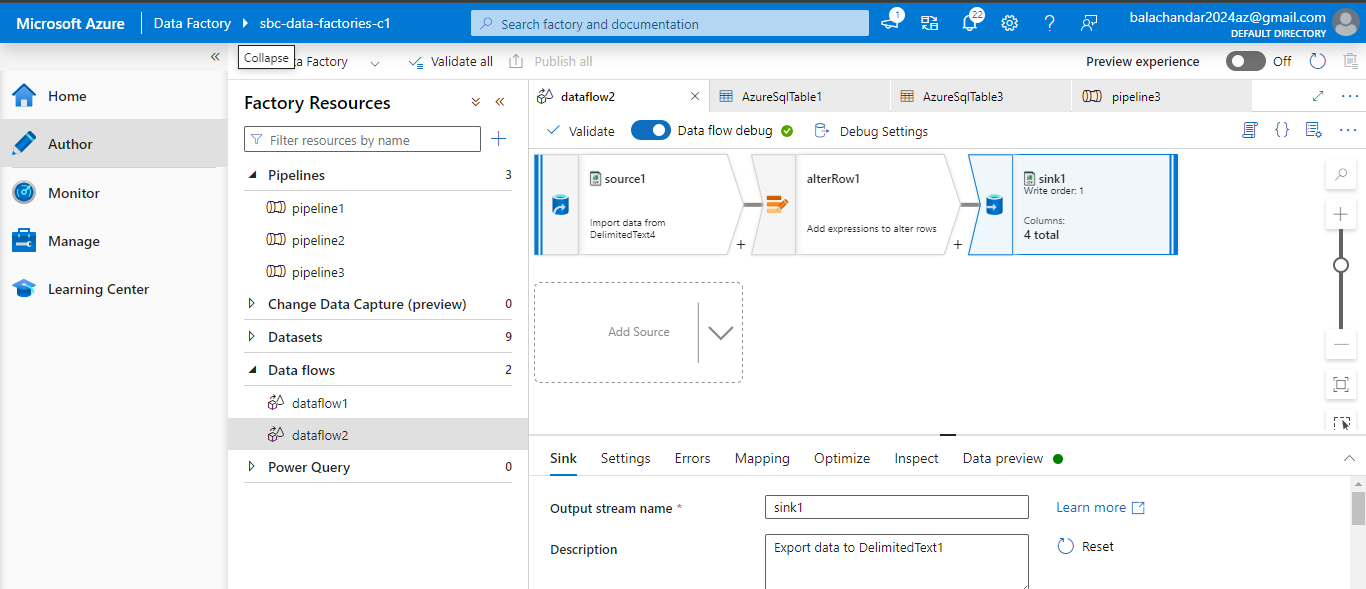 Microsoft Azure
Data Factory
sbc-data-factories-c1
Search factory and documentation
1
22
balachandar2024az@gmail.com
DEFAULT DIRECTORY
Collapse
a Factory
Validate all
Publish all
Preview experience
Off
Home
Author
Monitor
Manage
Learning Center
Factory Resources
Filter resources by name
Pipelines 3
pipeline1
pipeline2
pipeline3
Change Data Capture (preview) 0
Datasets 9
Data flows 2
dataflow1
dataflow2
Power Query 0
dataflow2
AzureSqlTable1
AzureSqlTable3
pipeline3
Validate
Data flow debug
Debug Settings
source1
Import data from
DelimitedText4
+
alterRow1
Add expressions to alter rows
+
sink1
Write order: 1
Columns:
4 total
Add Source
Sink
Settings
Errors
Mapping
Optimize
Inspect
Data preview
Output stream name *
sink1
Learn more
Description
Export data to DelimitedText1
Reset